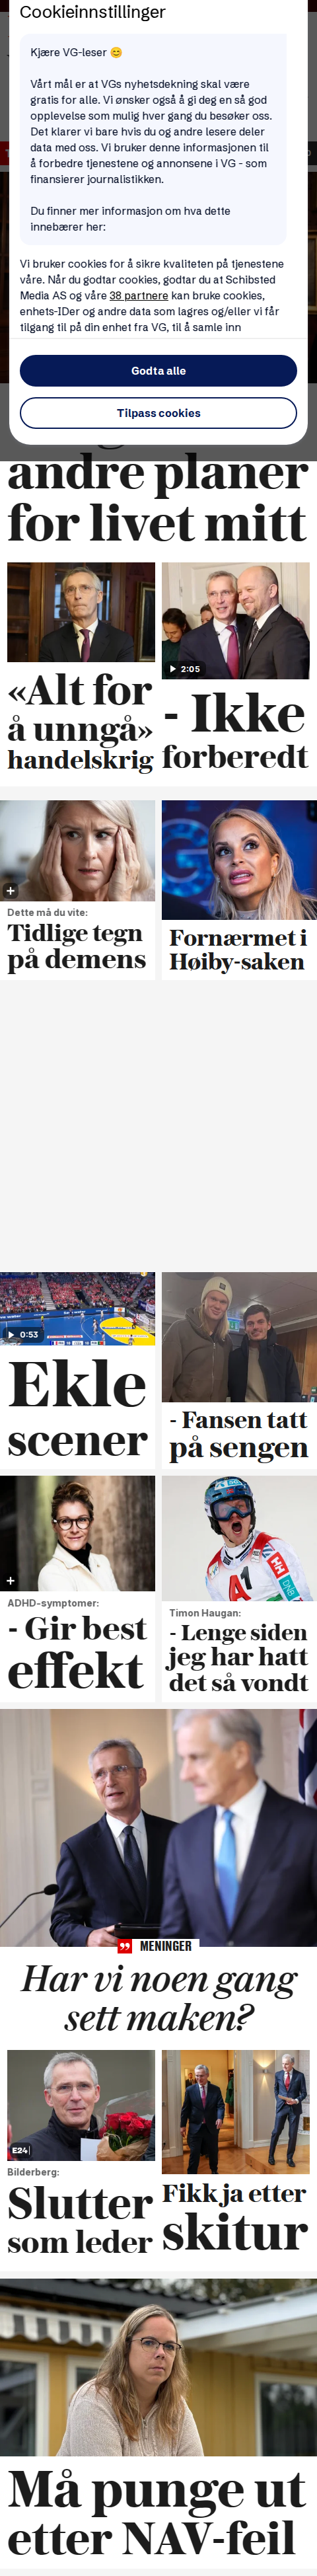 Cookieinnstillinger
Kjære VG-leser 😊
Vårt mål er at VGs nyhetsdekning skal være
gratis for alle. Vi ønsker også å gi deg en så god
opplevelse som mulig hver gang du besøker oss.
Det klarer vi bare hvis du og andre lesere deler
data med oss. Vi bruker denne informasjonen til
å forbedre tjenestene og annonsene i VG - som
finansierer journalistikken.
Du finner mer informasjon om hva dette
innebærer her:
Vi bruker cookies for å sikre kvaliteten på tjenestene
våre. Når du godtar cookies, godtar du at Schibsted
Media AS og våre 38 partnere kan bruke cookies,
enhets-IDer og andre data som lagres og/eller vi får
tilgang til på din enhet fra VG, til å samle inn
Godta alle
Tilpass cookies
andre planer
for livet mitt
«Alt for
å unngå»
handelskrig
2:05
- Ikke
forberedt
Dette må du vite:
Tidlige tegn
på demens
Fornærmet i
Høiby-saken
0:53
Ekle
scener
- Fansen tatt
på sengen
ADHD-symptomer:
- Gir best
effekt
Timon Haugan:
- Lenge siden
jeg har hatt
det så vondt
MENINGER
Har vi noen gang
sett maken?
E24
Bilderberg:
Slutter
som leder
Fikk ja etter
skitur
Må punge ut
etter NAV-feil